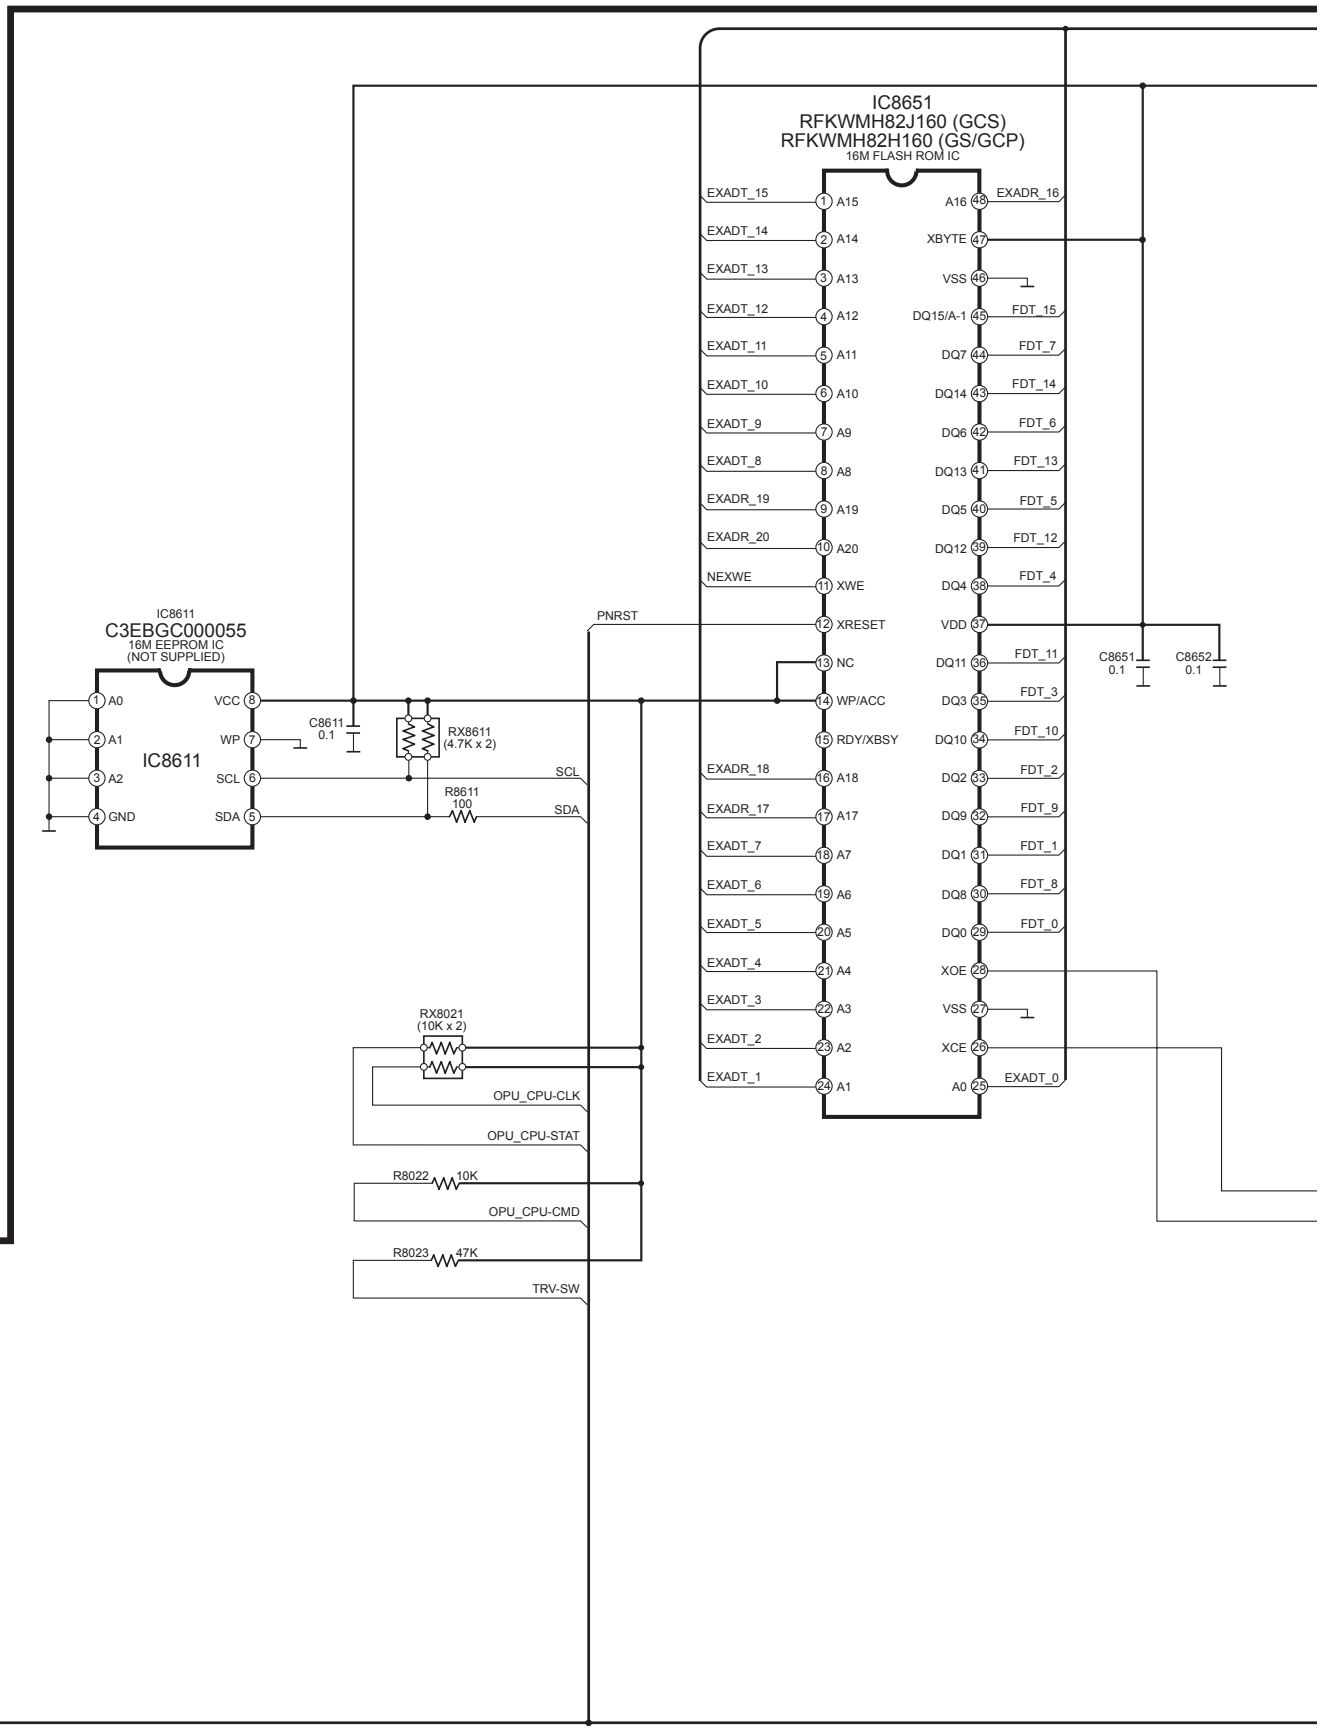 IC8651
RFKWMH82J160 (GCS)
RFKWMH82H160 (GS/GCP)
16M FLASH ROM IC
EXADT_15 1 A15 A16 48 EXADR_16
EXADT_14 2 A14 XBYTE 47
EXADT_13 3 A13 VSS 46
EXADT_12 4 A12 DQ15/A-1 45 FDT_15
EXADT_11 5 A11 DQ7 44 FDT_7
EXADT_10 6 A10 DQ14 43 FDT_14
EXADT_9 7 A9 DQ6 42 FDT_6
EXADT_8 8 A8 DQ13 41 FDT_13
EXADR_19 9 A19 DQ5 40 FDT_5
EXADR_20 10 A20 DQ12 39 FDT_12
NEXWE 11 XWE DQ4 38 FDT_4
PNRST 12 XRESET VDD 37
13 NC DQ11 36 FDT_11
14 WP/ACC DQ3 35 FDT_3
15 RDY/XBSY DQ10 34 FDT_10
EXADR_18 16 A18 DQ2 33 FDT_2
EXADR_17 17 A17 DQ9 32 FDT_9
EXADT_7 18 A7 DQ1 31 FDT_1
EXADT_6 19 A6 DQ8 30 FDT_8
EXADT_5 20 A5 DQ0 29 FDT_0
EXADT_4 21 A4 XOE 28
EXADT_3 22 A3 VSS 27
EXADT_2 23 A2 XCE 26
EXADT_1 24 A1 A0 25 EXADT_0
C8651
0.1
C8652
0.1
IC8611
C3EBGC000055
16M EEPROM IC
(NOT SUPPLIED)
1 A0 VCC 8
2 A1 WP 7
IC8611
3 A2 SCL 6
4 GND SDA 5
C8611
0.1
RX8611
(4.7K x 2)
SCL
R8611
100
SDA
RX8021
(10K x 2)
OPU_CPU-CLK
OPU_CPU-STAT
R8022 10K
OPU_CPU-CMD
R8023 47K
TRV-SW